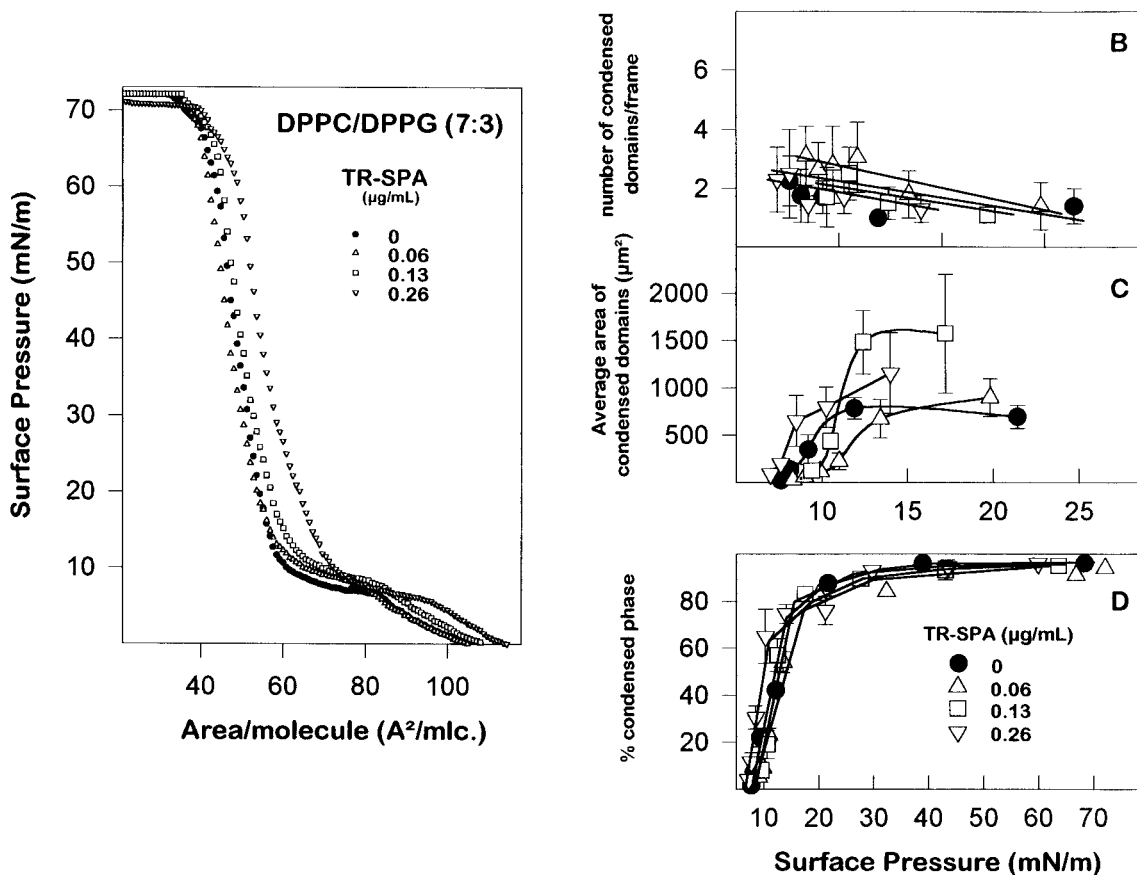 Surface Pressure (mN/m)
70
60
50
40
30
20
10
DPPC/DPPG (7:3)
TR-SPA
(µg/mL)
0
0.06
0.13
0.26
40 60 80 100
Area/molecule (A²/mlc.)
B
number of condensed
domains/frame
6
4
2
C
Average area of
condensed domains (µm²)
2000
1500
1000
500
10 15 20 25
D
% condensed phase
80
60
40
20
TR-SPA (µg/mL)
0
0.06
0.13
0.26
10 20 30 40 50 60 70
Surface Pressure (mN/m)